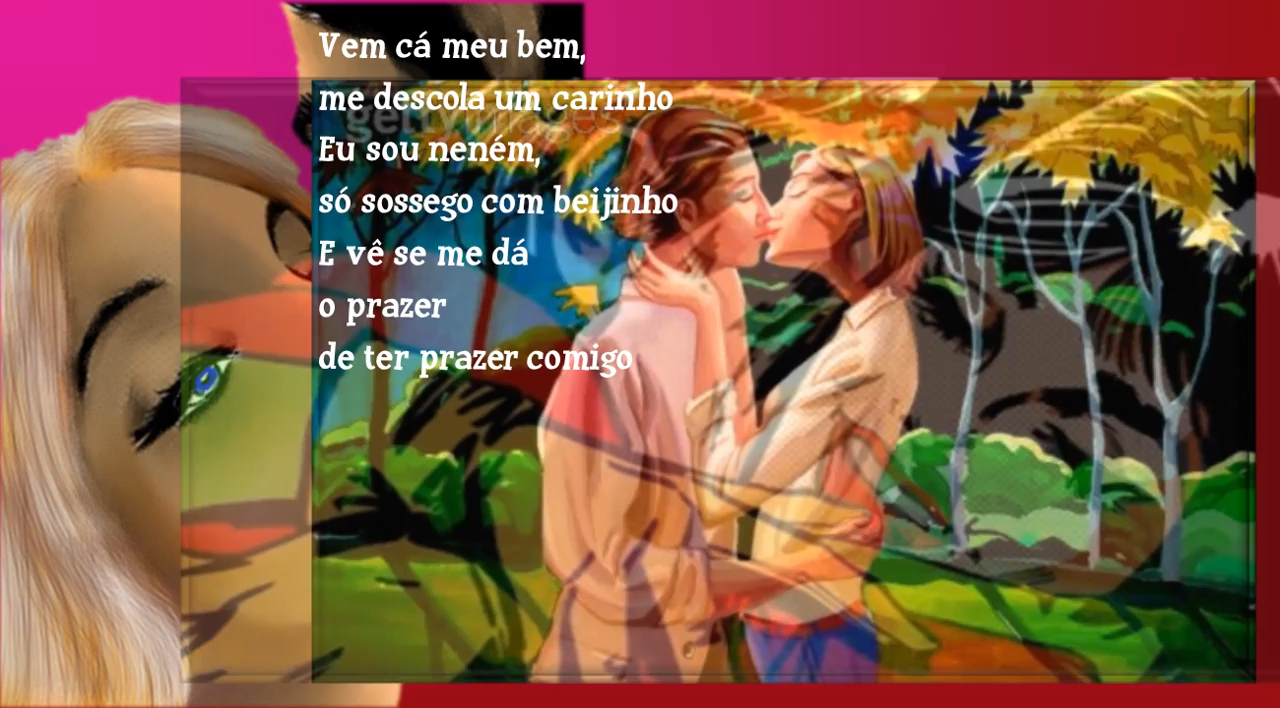 Vem cá meu bem,
me descola um carinho
gettyimages
Eu sou neném,
só sossego com beijinho
E vê se me dá
o prazer
de ter prazer comigo